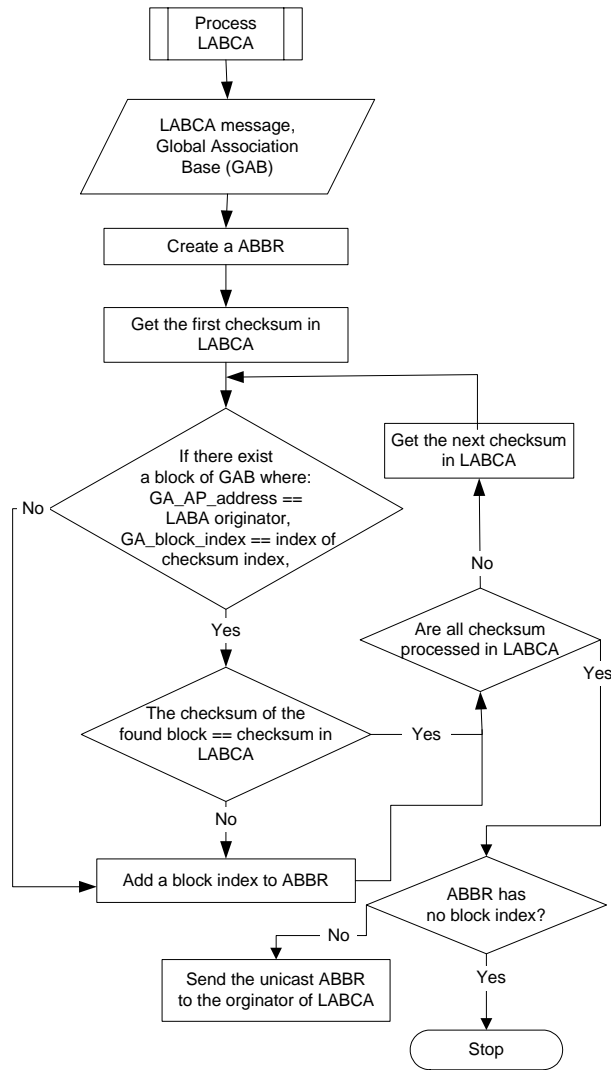 Process
LABCA
LABCA message,
Global Association
Base (GAB)
Create a ABBR
Get the first checksum in
LABCA
If there exist
a block of GAB where:
GA_AP_address ==
LABA originator,
GA_block_index == index of
checksum index,
No
Yes
Get the next checksum
in LABCA
No
Are all checksum
processed in LABCA
Yes
The checksum of the
found block == checksum in
LABCA
Yes
No
Add a block index to ABBR
ABBR has
no block index?
No
Send the unicast ABBR
to the orginator of LABCA
Yes
Stop